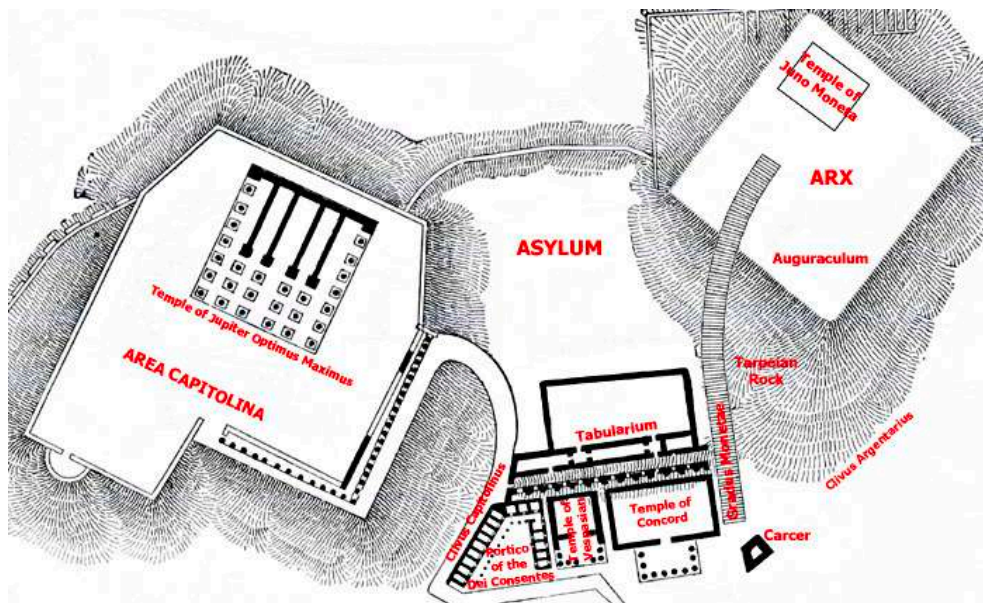 Temple of
Juno Moneta
ARX
ASYLUM
Auguraculum
Temple of Jupiter Optimus Maximus
AREA CAPITOLINA
Tarpeian
Rock
Tabularium
Gradus Monetae
Clivus Argentarius
Clivus Capitolinus
Temple of
Vespasian
Temple of
Concord
Carcer
Portico
of the
Dei Consentes